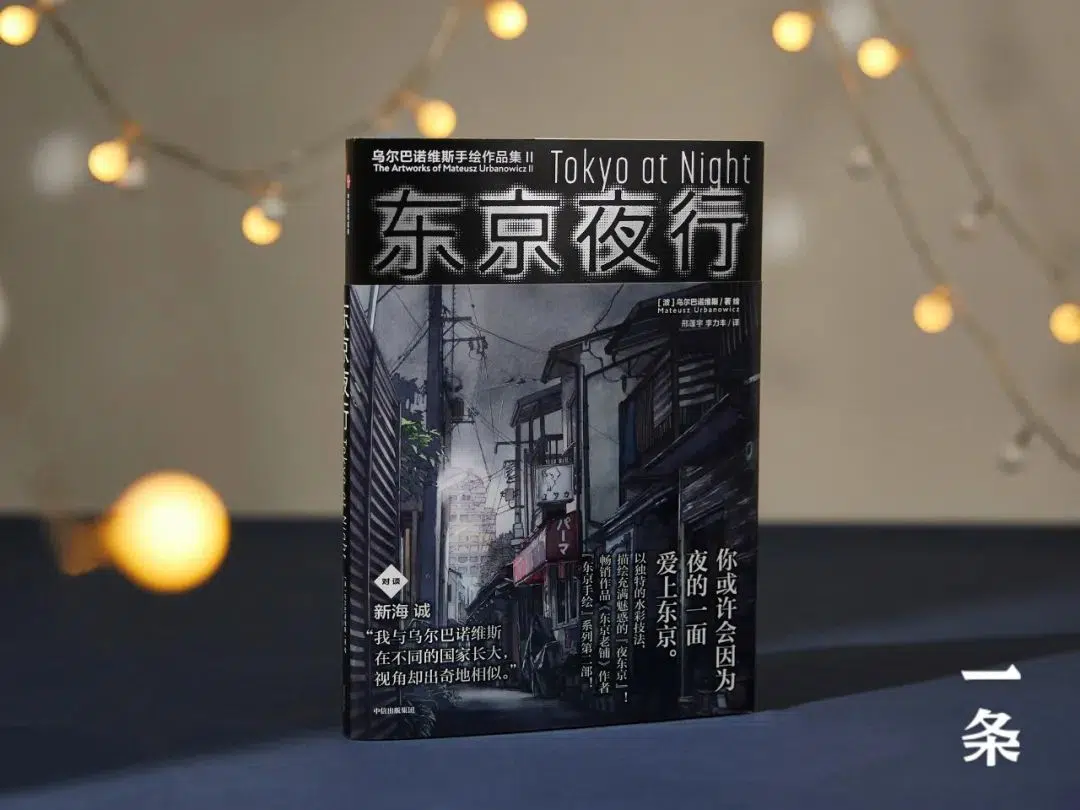 乌尔巴诺维斯手绘作品集 II
The Artworks of Mateusz Urbanowicz II
Tokyo at Night
东京夜行
[波]乌尔巴诺维斯/著 绘
Mateusz Urbanowicz
邢莲宇 李力丰/译
ユタカ
パーマ
你或许会因为
夜的一面
爱上东京。
以独特的水彩技法,
描绘充满魅惑的『夜东京』!
畅销作品《东京老铺》作者
『东京手绘』系列第二部!
对谈
新海 诚
“我与乌尔巴诺维斯
在不同的国家长大,
视角却出奇地相似。”
中信出版集团
一条